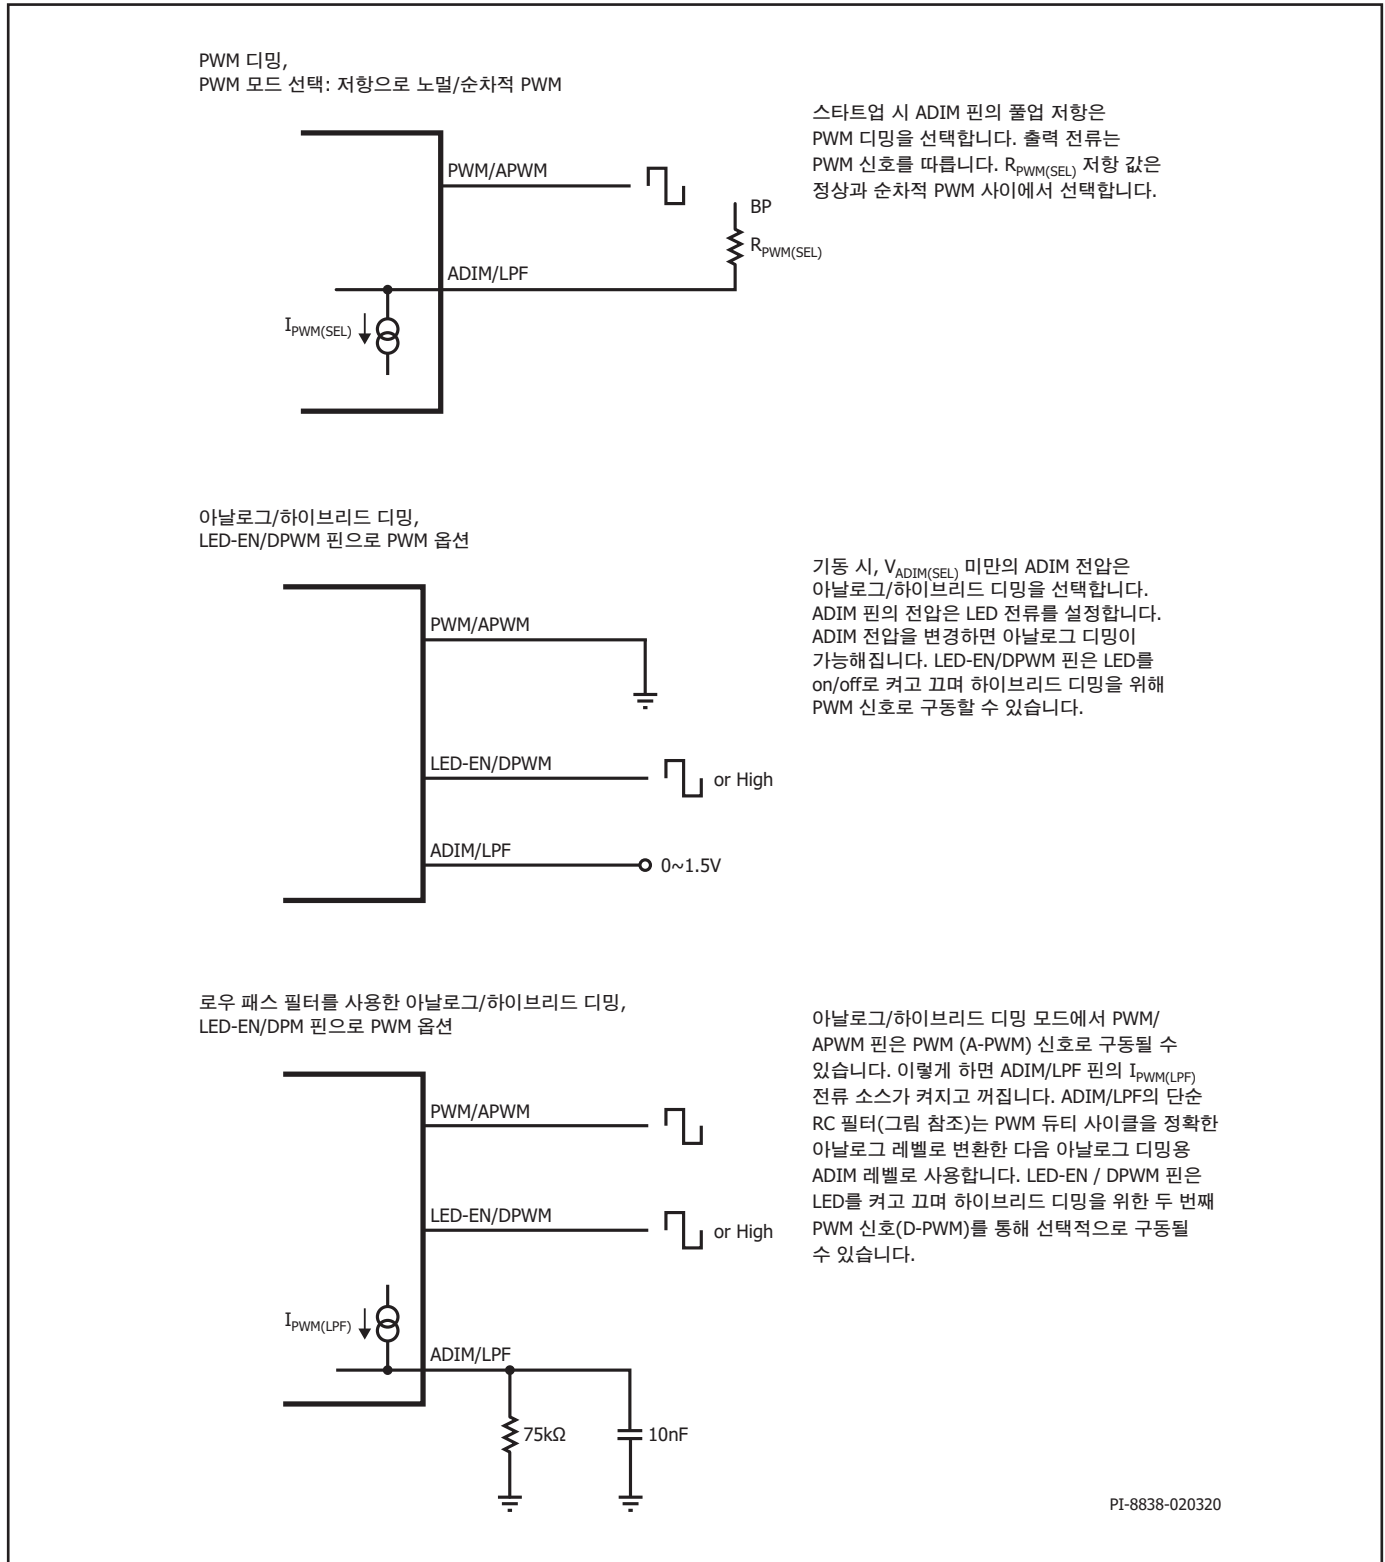 PWM 디밍,
PWM 모드 선택: 저항으로 노멀/순차적 PWM
스타트업 시 ADIM 핀의 풀업 저항은
PWM 디밍을 선택합니다. 출력 전류는
PWM 신호를 따릅니다. RPWM(SEL) 저항 값은
정상과 순차적 PWM 사이에서 선택합니다.
PWM/APWM
BP
RPWM(SEL)
ADIM/LPF
IPWM(SEL)
아날로그/하이브리드 디밍,
LED-EN/DPWM 핀으로 PWM 옵션
기동 시, VADIM(SEL) 미만의 ADIM 전압은
아날로그/하이브리드 디밍을 선택합니다.
ADIM 핀의 전압은 LED 전류를 설정합니다.
ADIM 전압을 변경하면 아날로그 디밍이
가능해집니다. LED-EN/DPWM 핀은 LED를
on/off로 켜고 끄며 하이브리드 디밍을 위해
PWM 신호로 구동할 수 있습니다.
PWM/APWM
LED-EN/DPWM
or High
ADIM/LPF
0~1.5V
로우 패스 필터를 사용한 아날로그/하이브리드 디밍,
LED-EN/DPM 핀으로 PWM 옵션
아날로그/하이브리드 디밍 모드에서 PWM/
APWM 핀은 PWM (A-PWM) 신호로 구동될 수
있습니다. 이렇게 하면 ADIM/LPF 핀의 IPWM(LPF)
전류 소스가 켜지고 꺼집니다. ADIM/LPF의 단순
RC 필터(그림 참조)는 PWM 듀티 사이클을 정확한
아날로그 레벨로 변환한 다음 아날로그 디밍용
ADIM 레벨로 사용합니다. LED-EN / DPWM 핀은
LED를 켜고 끄며 하이브리드 디밍을 위한 두 번째
PWM 신호(D-PWM)를 통해 선택적으로 구동될
수 있습니다.
PWM/APWM
LED-EN/DPWM
or High
IPWM(LPF)
ADIM/LPF
75kΩ
10nF
PI-8838-020320